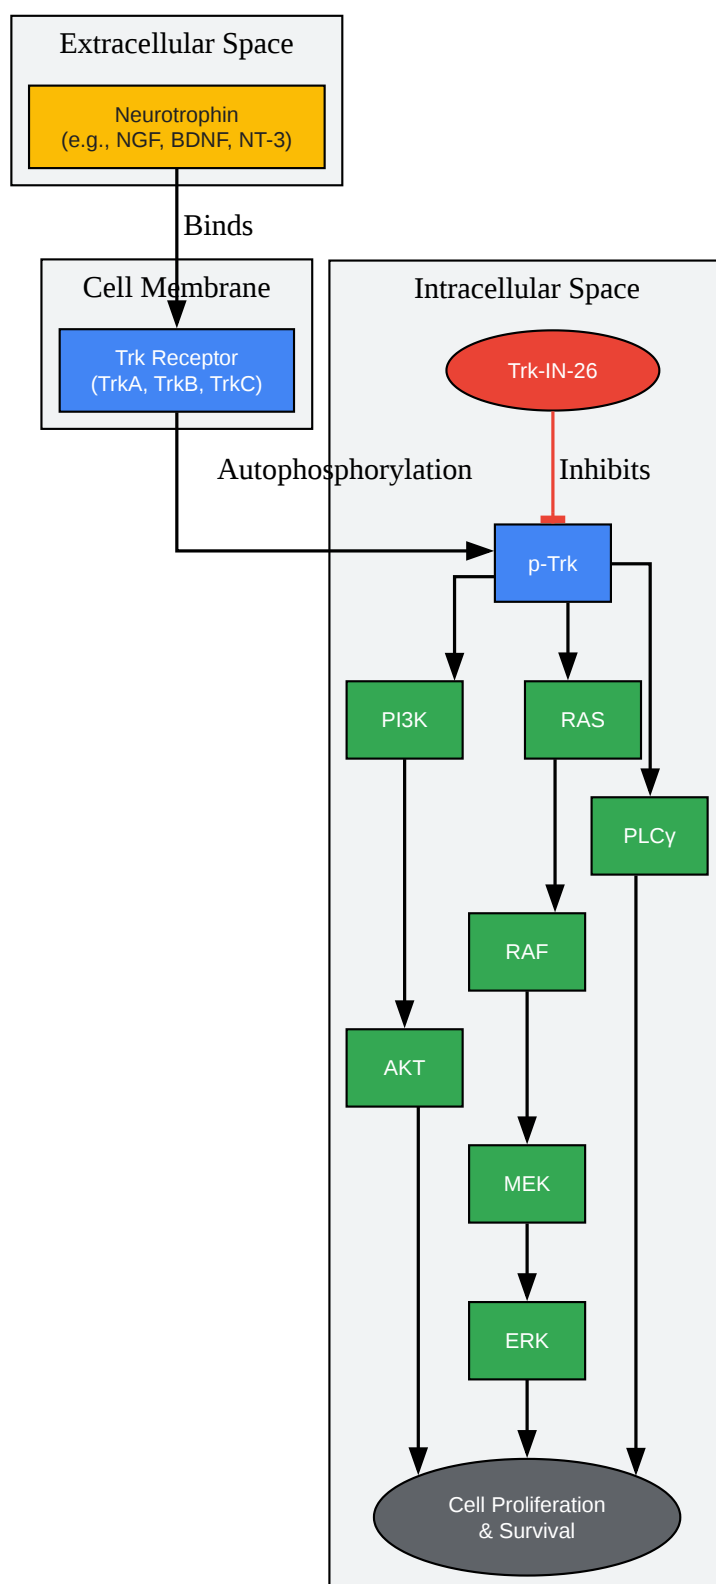 Extracellular Space
Neurotrophin
(e.g., NGF, BDNF, NT-3)
Binds
Cell Membrane
Intracellular Space
Trk Receptor
(TrkA, TrkB, TrkC)
Trk-IN-26
Autophosphorylation
Inhibits
p-Trk
PI3K
RAS
PLCγ
RAF
AKT
MEK
ERK
Cell Proliferation
& Survival